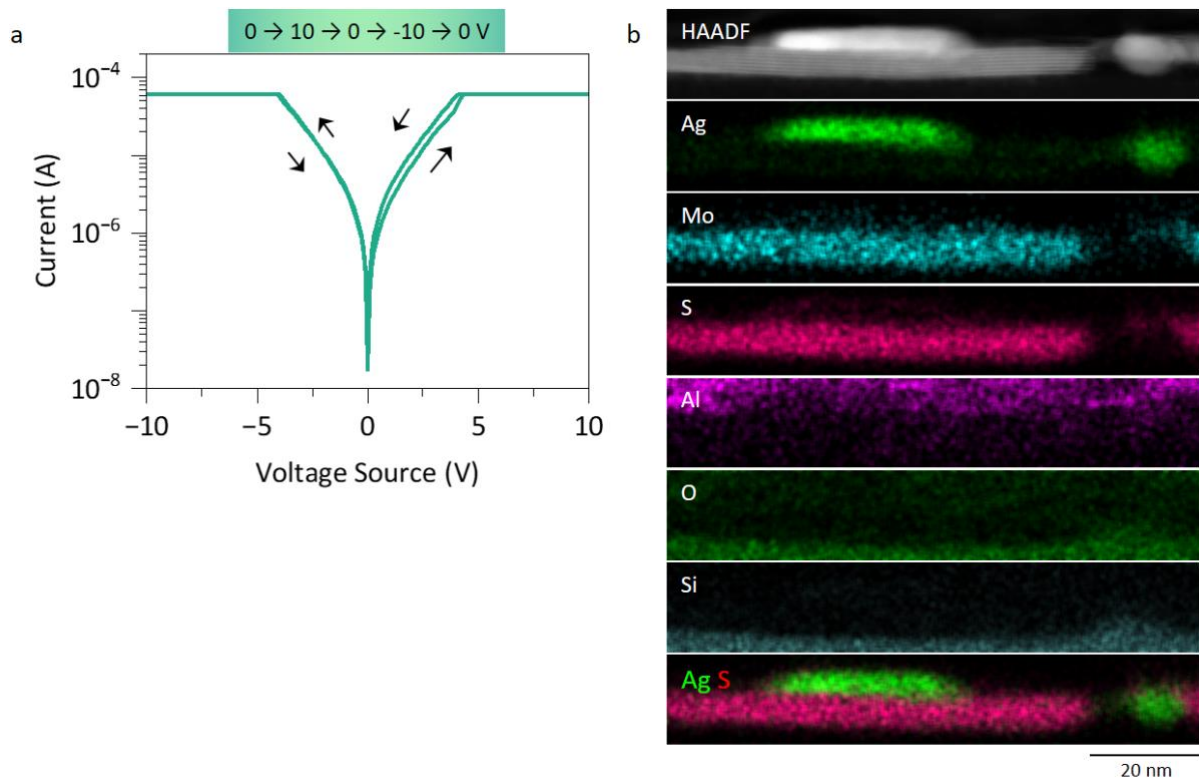 a
0 → 10 → 0 → -10 → 0 V
10⁻⁴
10⁻⁶
10⁻⁸
Current (A)
−10
−5
0
5
10
Voltage Source (V)
b
HAADF
Ag
Mo
S
Al
O
Si
Ag S
20 nm